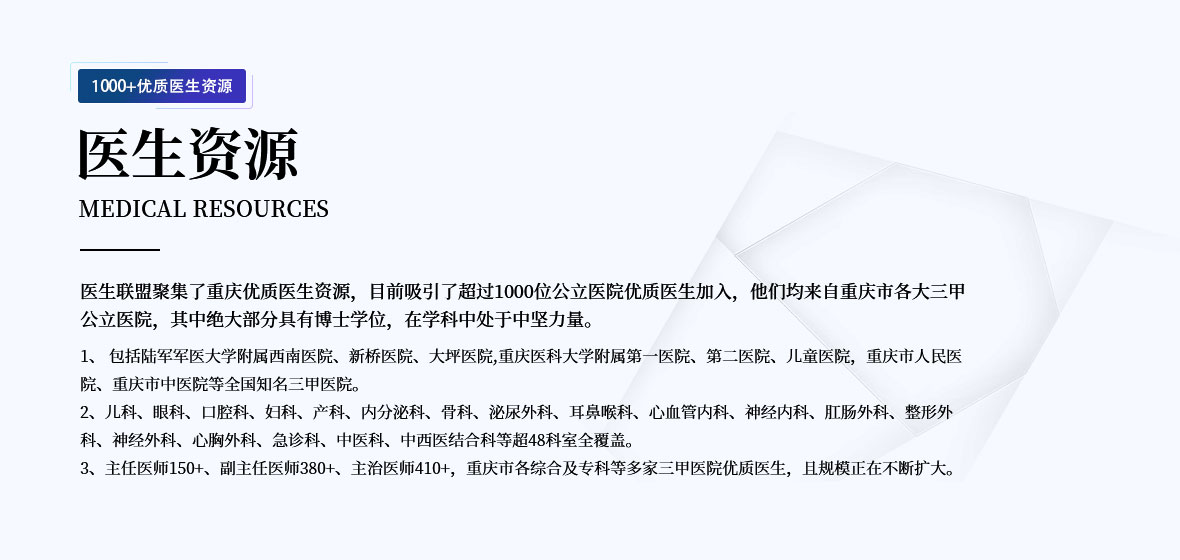 1000+优质医生资源
医生资源
MEDICAL RESOURCES
医生联盟聚集了重庆优质医生资源，目前吸引了超过1000位公立医院优质医生加入，他们均来自重庆市各大三甲
公立医院，其中绝大部分具有博士学位，在学科中处于中坚力量。
1、 包括陆军军医大学附属西南医院、新桥医院、大坪医院,重庆医科大学附属第一医院、第二医院、儿童医院，重庆市人民医
院、重庆市中医院等全国知名三甲医院。
2、儿科、眼科、口腔科、妇科、产科、内分泌科、骨科、泌尿外科、耳鼻喉科、心血管内科、神经内科、肛肠外科、整形外
科、神经外科、心胸外科、急诊科、中医科、中西医结合科等超48科室全覆盖。
3、主任医师150+、副主任医师380+、主治医师410+，重庆市各综合及专科等多家三甲医院优质医生，且规模正在不断扩大。